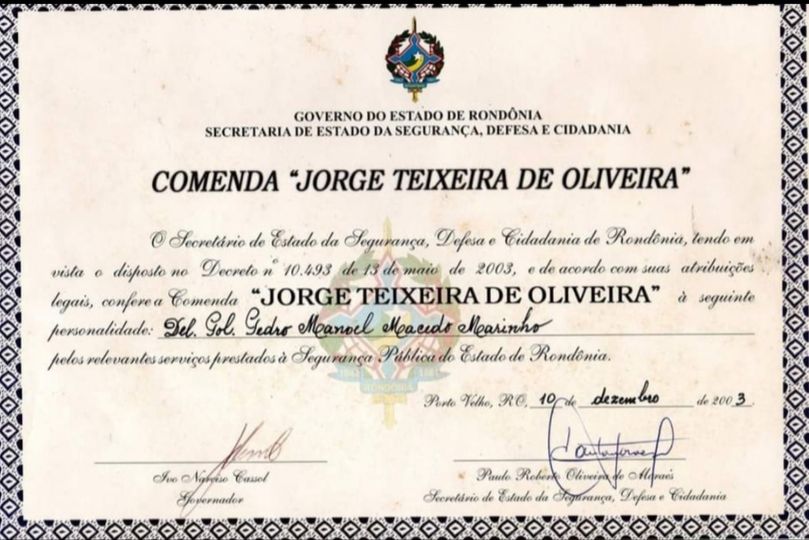 GOVERNO DO ESTADO DE RONDÔNIA
SECRETARIA DE ESTADO DA SEGURANÇA, DEFESA E CIDADANIA
COMENDA “JORGE TEIXEIRA DE OLIVEIRA”
O Secretário de Estado da Segurança, Defesa e Cidadania de Rondônia, tendo em
vista o disposto no Decreto nº 10.493 de 13 de maio de 2003, e de acordo com suas atribuições
legais, confere a Comenda “JORGE TEIXEIRA DE OLIVEIRA” à seguinte
personalidade: Del. Pol. Pedro Manoel Macedo Marinho
pelos relevantes serviços prestados à Segurança Pública do Estado de Rondônia.
RONDÔNIA
Porto Velho, RO, 10 de dezembro de 2003.
Ivo Narciso Cassol
Governador
Paulo Roberto Oliveira de Moraes
Secretário de Estado da Segurança, Defesa e Cidadania